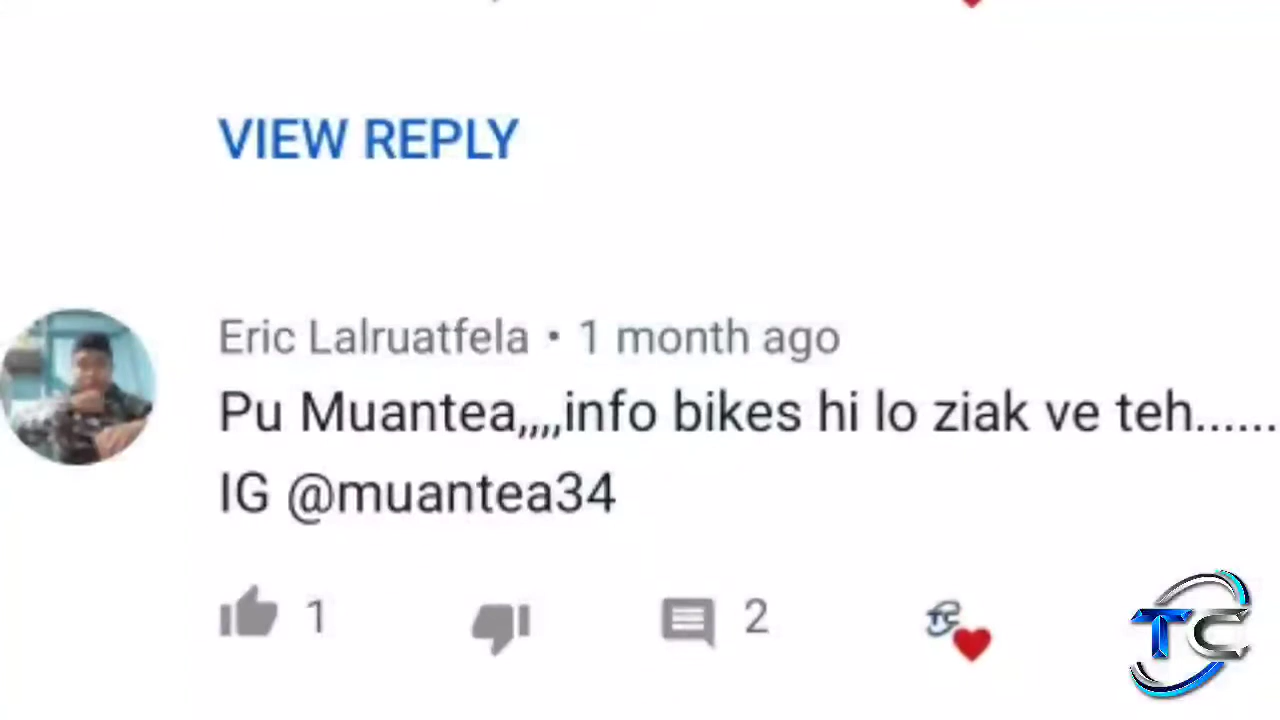 VIEW REPLY
Eric Lalruatfela • 1 month ago
Pu Muantea,,,,info bikes hi lo ziak ve teh......
IG @muantea34
1
2
TC
TC